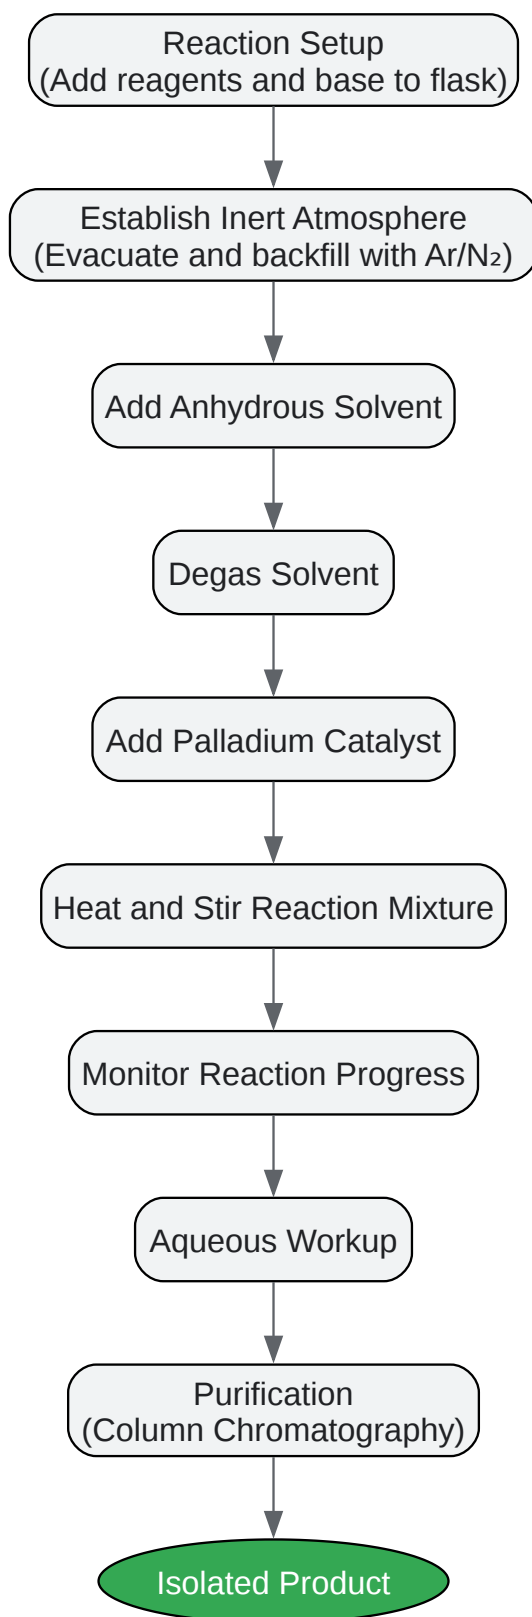 Reaction Setup
(Add reagents and base to flask)
Establish Inert Atmosphere
(Evacuate and backfill with Ar/N₂)
Add Anhydrous Solvent
Degas Solvent
Add Palladium Catalyst
Heat and Stir Reaction Mixture
Monitor Reaction Progress
Aqueous Workup
Purification
(Column Chromatography)
Isolated Product